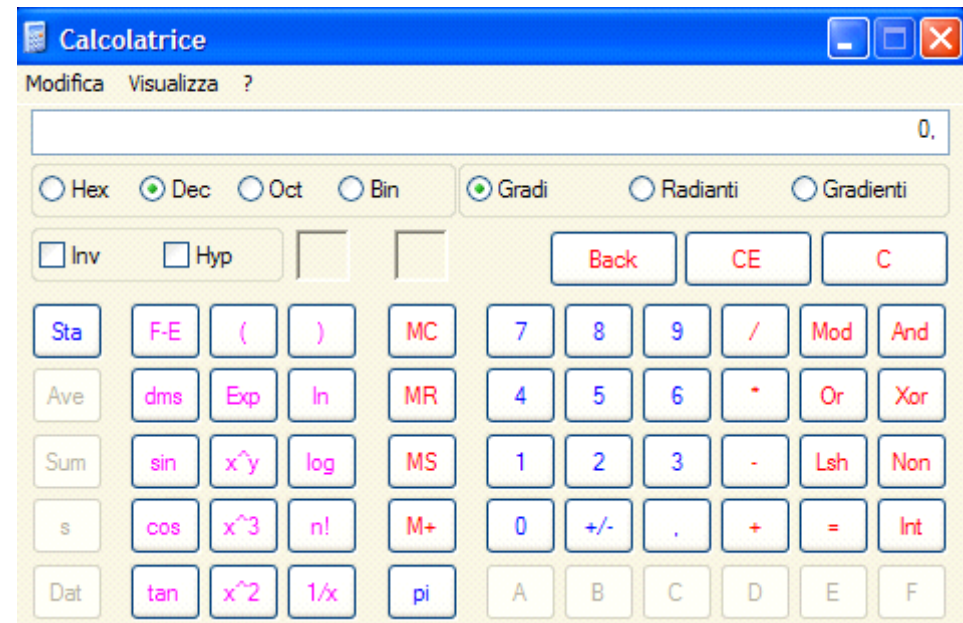 Calcolatrice
Modifica Visualizza ?
0,
Hex Dec Oct Bin Gradi Radianti Gradienti
Inv Hyp Back CE C
Sta F-E ( ) MC 7 8 9 / Mod And
Ave dms Exp ln MR 4 5 6 * Or Xor
Sum sin x^y log MS 1 2 3 - Lsh Non
s cos x^3 n! M+ 0 +/- , + = Int
Dat tan x^2 1/x pi A B C D E F